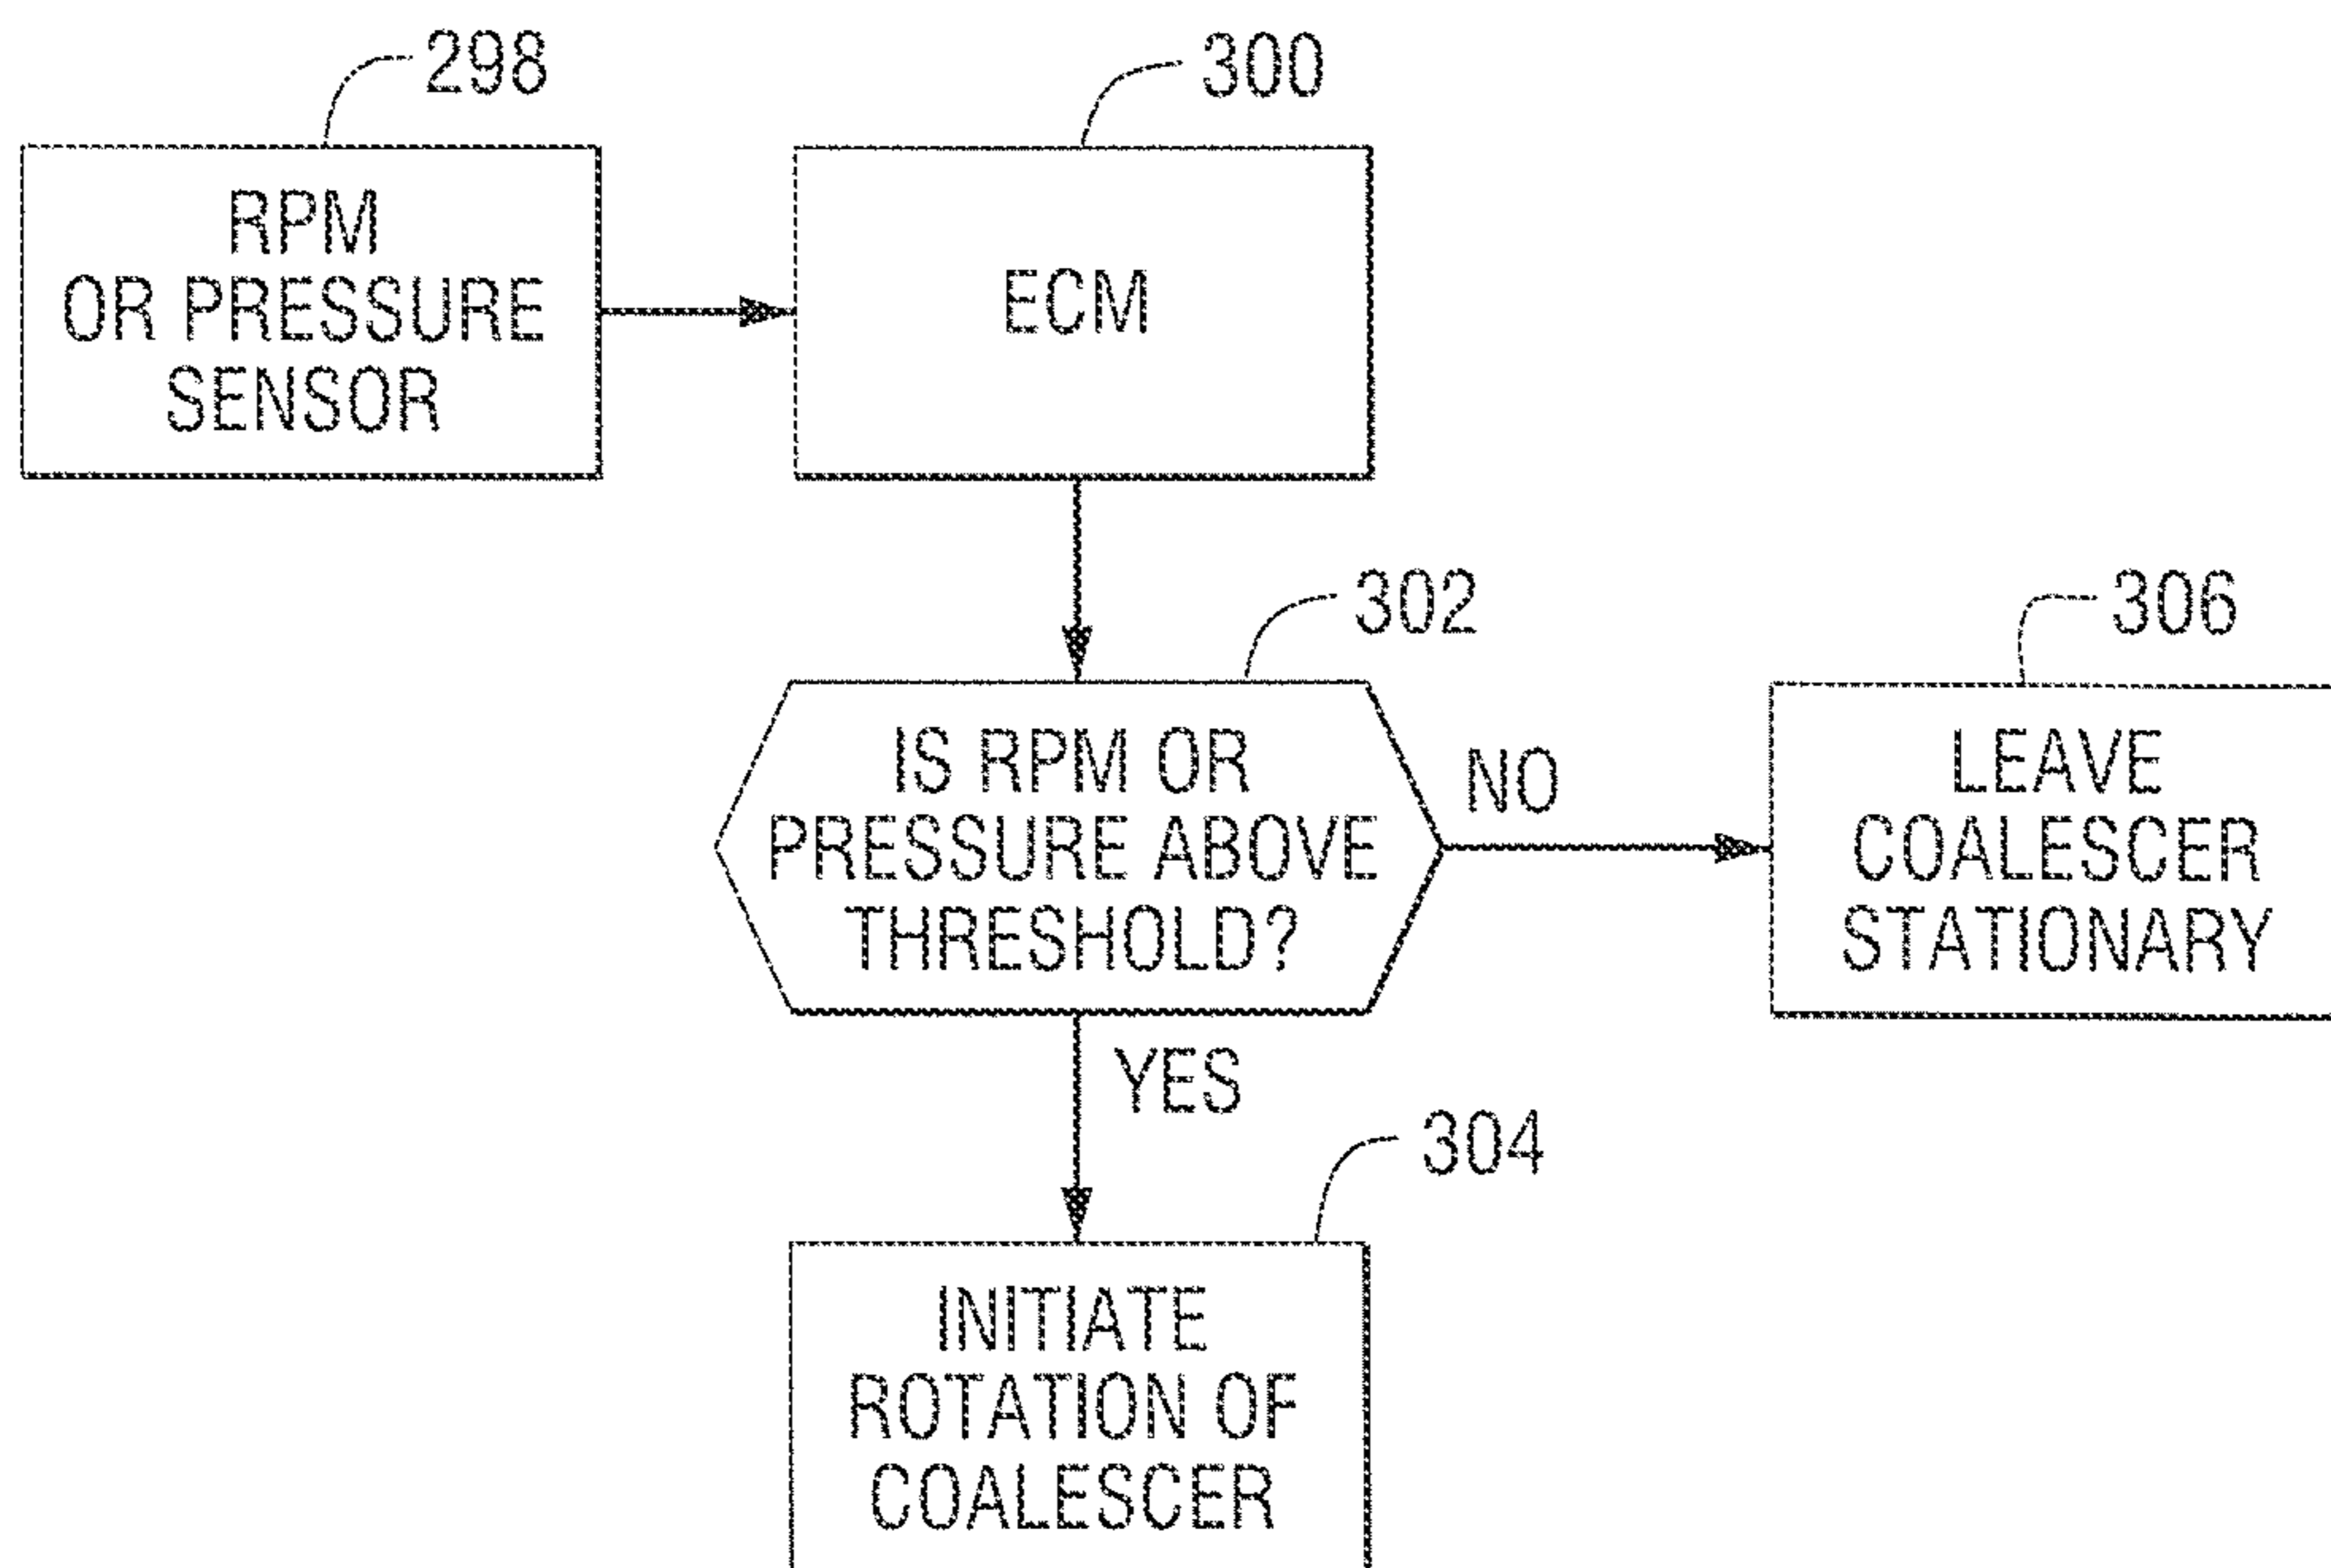 298
300
RPM
OR PRESSURE
SENSOR
ECM
302
306
IS RPM OR
PRESSURE ABOVE
THRESHOLD?
NO
LEAVE
COALESCER
STATIONARY
YES
304
INITIATE
ROTATION OF
COALESCER